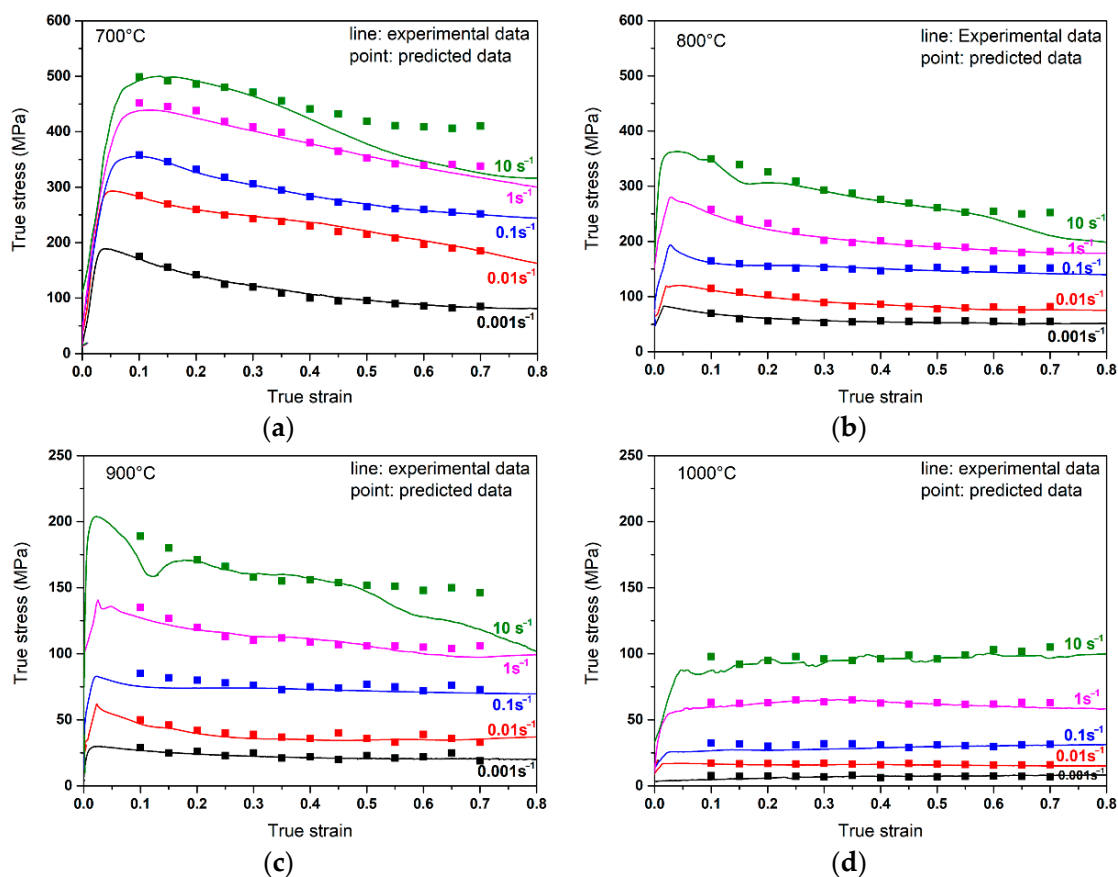 700°C
line: experimental data
point: predicted data
True stress (MPa)
600
500
400
300
200
100
0
10 s⁻¹
1s⁻¹
0.1s⁻¹
0.01s⁻¹
0.001s⁻¹
0.0 0.1 0.2 0.3 0.4 0.5 0.6 0.7 0.8
True strain
(a)
800°C
line: Experimental data
point: predicted data
True stress (MPa)
600
500
400
300
200
100
0
10 s⁻¹
1s⁻¹
0.1s⁻¹
0.01s⁻¹
0.001s⁻¹
0.0 0.1 0.2 0.3 0.4 0.5 0.6 0.7 0.8
True strain
(b)
900°C
line: experimental data
point: predicted data
True stress (MPa)
250
200
150
100
50
0
10 s⁻¹
1s⁻¹
0.1s⁻¹
0.01s⁻¹
0.001s⁻¹
0.0 0.1 0.2 0.3 0.4 0.5 0.6 0.7 0.8
True strain
(c)
1000°C
line: experimental data
point: predicted data
True stress (MPa)
250
200
150
100
50
0
10 s⁻¹
1s⁻¹
0.1s⁻¹
0.01s⁻¹
0.001s⁻¹
0.0 0.1 0.2 0.3 0.4 0.5 0.6 0.7 0.8
True strain
(d)